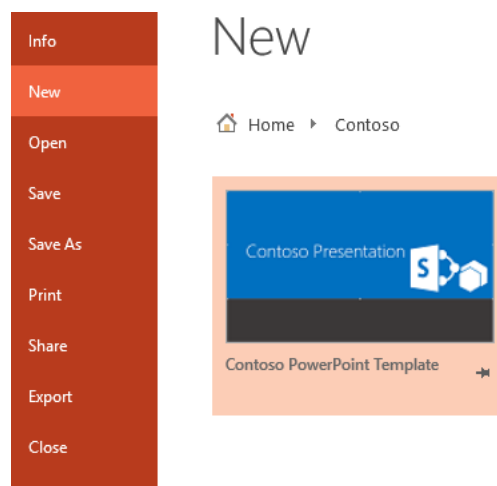 Info
New
Open
Save
Save As
Print
Share
Export
Close
New
Home Contoso
Contoso Presentation
S
Contoso PowerPoint Template